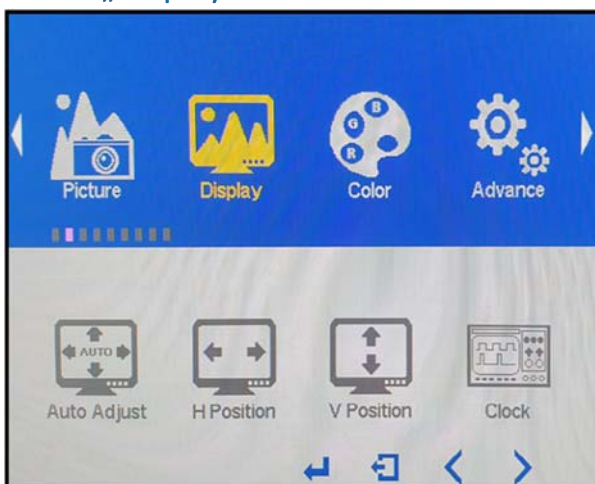 Picture
Display
Color
Advance
B
G
R
AUTO
Auto Adjust
H Position
V Position
Clock